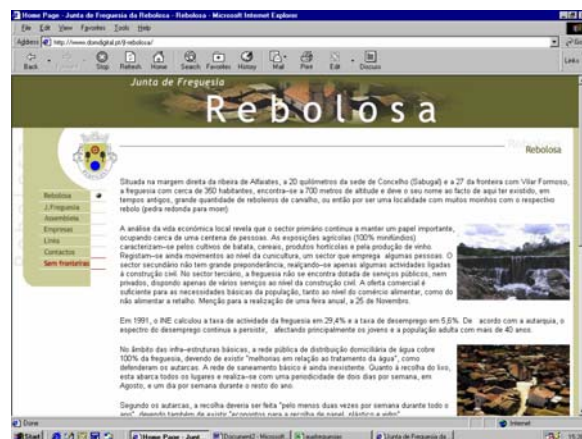 Home Page - Junta de Freguesia da Rebolosa - Rebolosa - Microsoft Internet Explorer
File Edit View Favorites Tools Help
Address http://www.domdigital.pt/jf-rebolosa/
Back Stop Refresh Home Search Favorites History Mail Print Edit Discuss
Links
Junta de Freguesia
Rebolosa
Rebolosa
Rebolosa
J.Freguesia
Assembleia
Empresas
Links
Contactos
Sem fronteiras
Situada na margem direita da ribeira de Alfaiates, a 20 quilómetros da sede de Concelho (Sabugal) e a 27 da fronteira com Vilar Formoso,
a freguesia com cerca de 350 habitantes, encontra-se a 700 metros de altitude e deve o seu nome ao facto de aqui ter existido, em
tempos antigos, grande quantidade de reboleiros de carvalho, ou então por ser uma localidade com muitos moinhos com o respectivo
rebolo (pedra redonda para moer).
A análise da vida económica local revela que o sector primário continua a manter um papel importante,
ocupando cerca de uma centena de pessoas. As exposições agrícolas (100% minifúndios)
caracterizam-se pelos cultivos de batata, cereais, produtos hortícolas e pela produção de vinho.
Registam-se ainda movimentos ao nível da cunicultura, um sector que emprega algumas pessoas. O
sector secundário não tem grande preponderância, realçando-se apenas algumas actividades ligadas
à construção civil. No sector terciário, a freguesia não se encontra dotada de serviços públicos, nem
privados, dispondo apenas de vários serviços ao nível da construção civil. A oferta comercial é
suficiente para as necessidades básicas da população, tanto ao nível do comércio alimentar, como do
não alimentar a retalho. Menção para a realização de uma feira anual, a 25 de Novembro.
Em 1991, o INE calculou a taxa de actividade da freguesia em 29,4% e a taxa de desemprego em 5,6%. De acordo com a autarquia, o
espectro do desemprego continua a persistir, afectando principalmente os jovens e a população adulta com mais de 40 anos.
No âmbito das infra-estruturas básicas, a rede pública de distribuição domiciliária de água cobre
100% da freguesia, devendo de existir "melhorias em relação ao tratamento da água", como
defenderam os autarcas. A rede de saneamento básico é ainda inexistente. Quanto à recolha do lixo,
esta abarca todos os lugares e realiza-se com uma periodicidade de dois dias por semana, em
Agosto, e um dia por semana durante o resto do ano.
Segundo os autarcas, a recolha deveria ser feita "pelo menos duas vezes por semana durante todo o
ano", devendo também de existir "ecopontos para a recolha de papel, plástico e vidro".
Done
Internet
Start
Home Page - Junt...
Document2 - Microsoft
Junta de Freguesia da